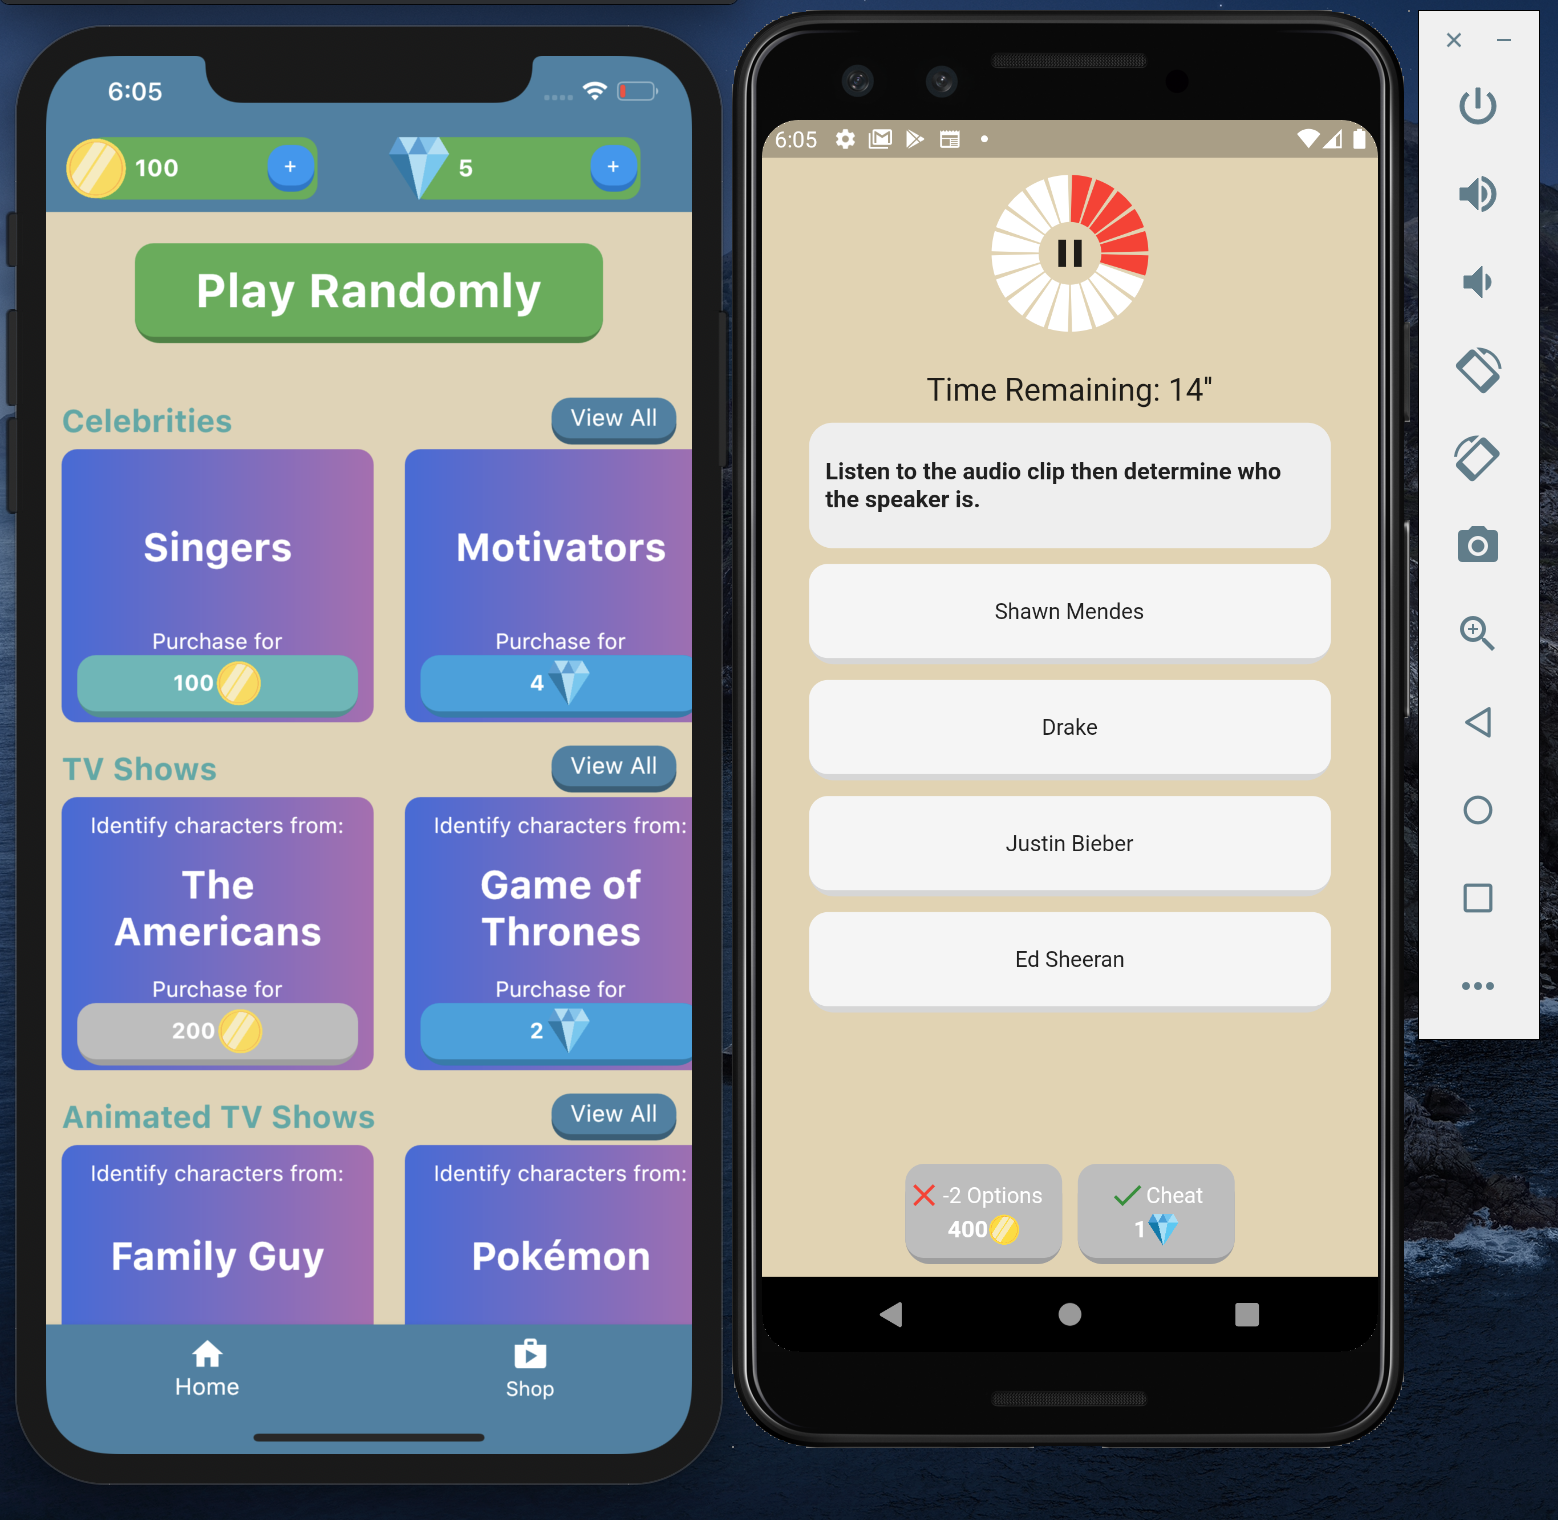 6:05
100
+
5
+
Play Randomly
Celebrities
View All
Singers
Purchase for
100
Motivators
Purchase for
4
TV Shows
View All
Identify characters from:
The
Americans
Purchase for
200
Identify characters from:
Game of
Thrones
Purchase for
2
Animated TV Shows
View All
Identify characters from:
Family Guy
Identify characters from:
Pokémon
Home
Shop
6:05
Time Remaining: 14"
Listen to the audio clip then determine who
the speaker is.
Shawn Mendes
Drake
Justin Bieber
Ed Sheeran
-2 Options
400
Cheat
1